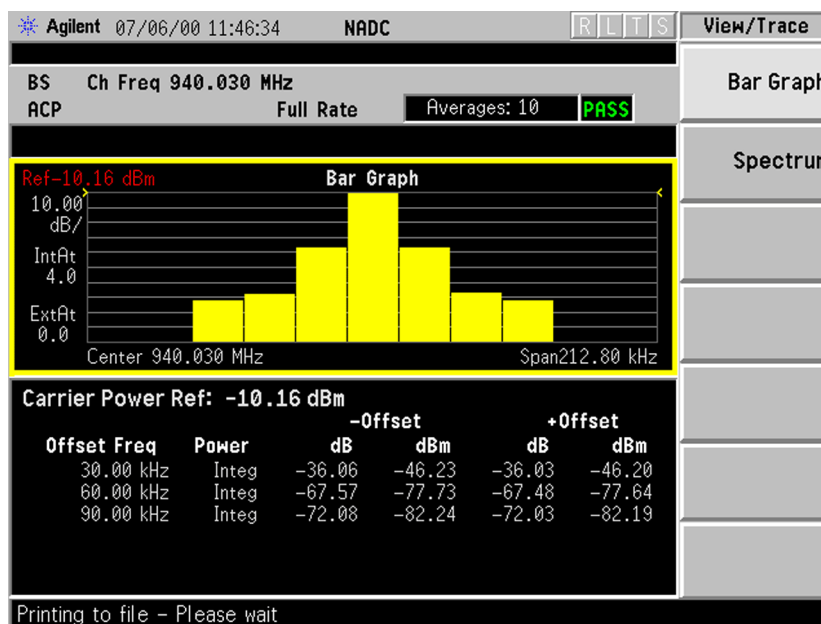 Agilent 07/06/00 11:46:34 NADC R L T S View/Trace
BS Ch Freq 940.030 MHz
ACP Full Rate Averages: 10 PASS
Bar Graph
Spectrum
Ref-10.16 dBm Bar Graph
10.00
dB/
IntAt
4.0
ExtAt
0.0
Center 940.030 MHz Span212.80 kHz
Carrier Power Ref: -10.16 dBm
-Offset +Offset
Offset Freq Power dB dBm dB dBm
30.00 kHz Integ -36.06 -46.23 -36.03 -46.20
60.00 kHz Integ -67.57 -77.73 -67.48 -77.64
90.00 kHz Integ -72.08 -82.24 -72.03 -82.19
Printing to file - Please wait